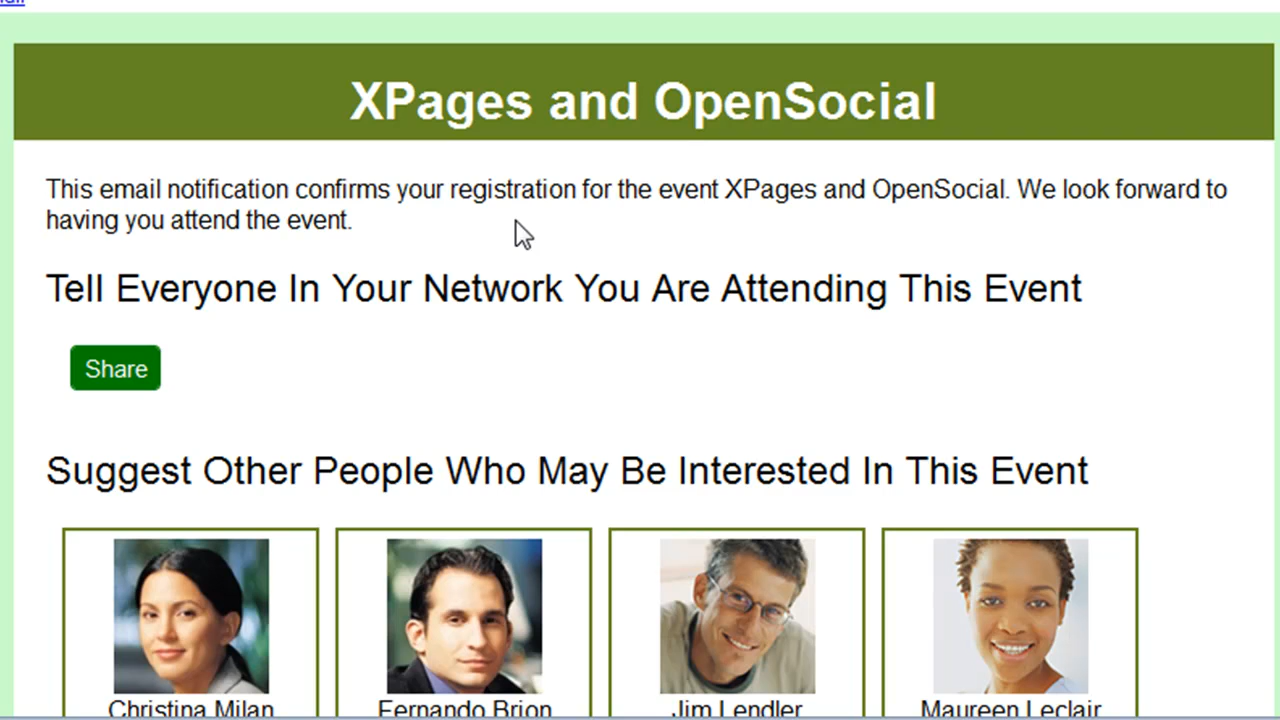 XPages and OpenSocial
This email notification confirms your registration for the event XPages and OpenSocial. We look forward to
having you attend the event.
Tell Everyone In Your Network You Are Attending This Event
Share
Suggest Other People Who May Be Interested In This Event
Christina Milan Fernando Brion Jim Lendler Maureen Leclair